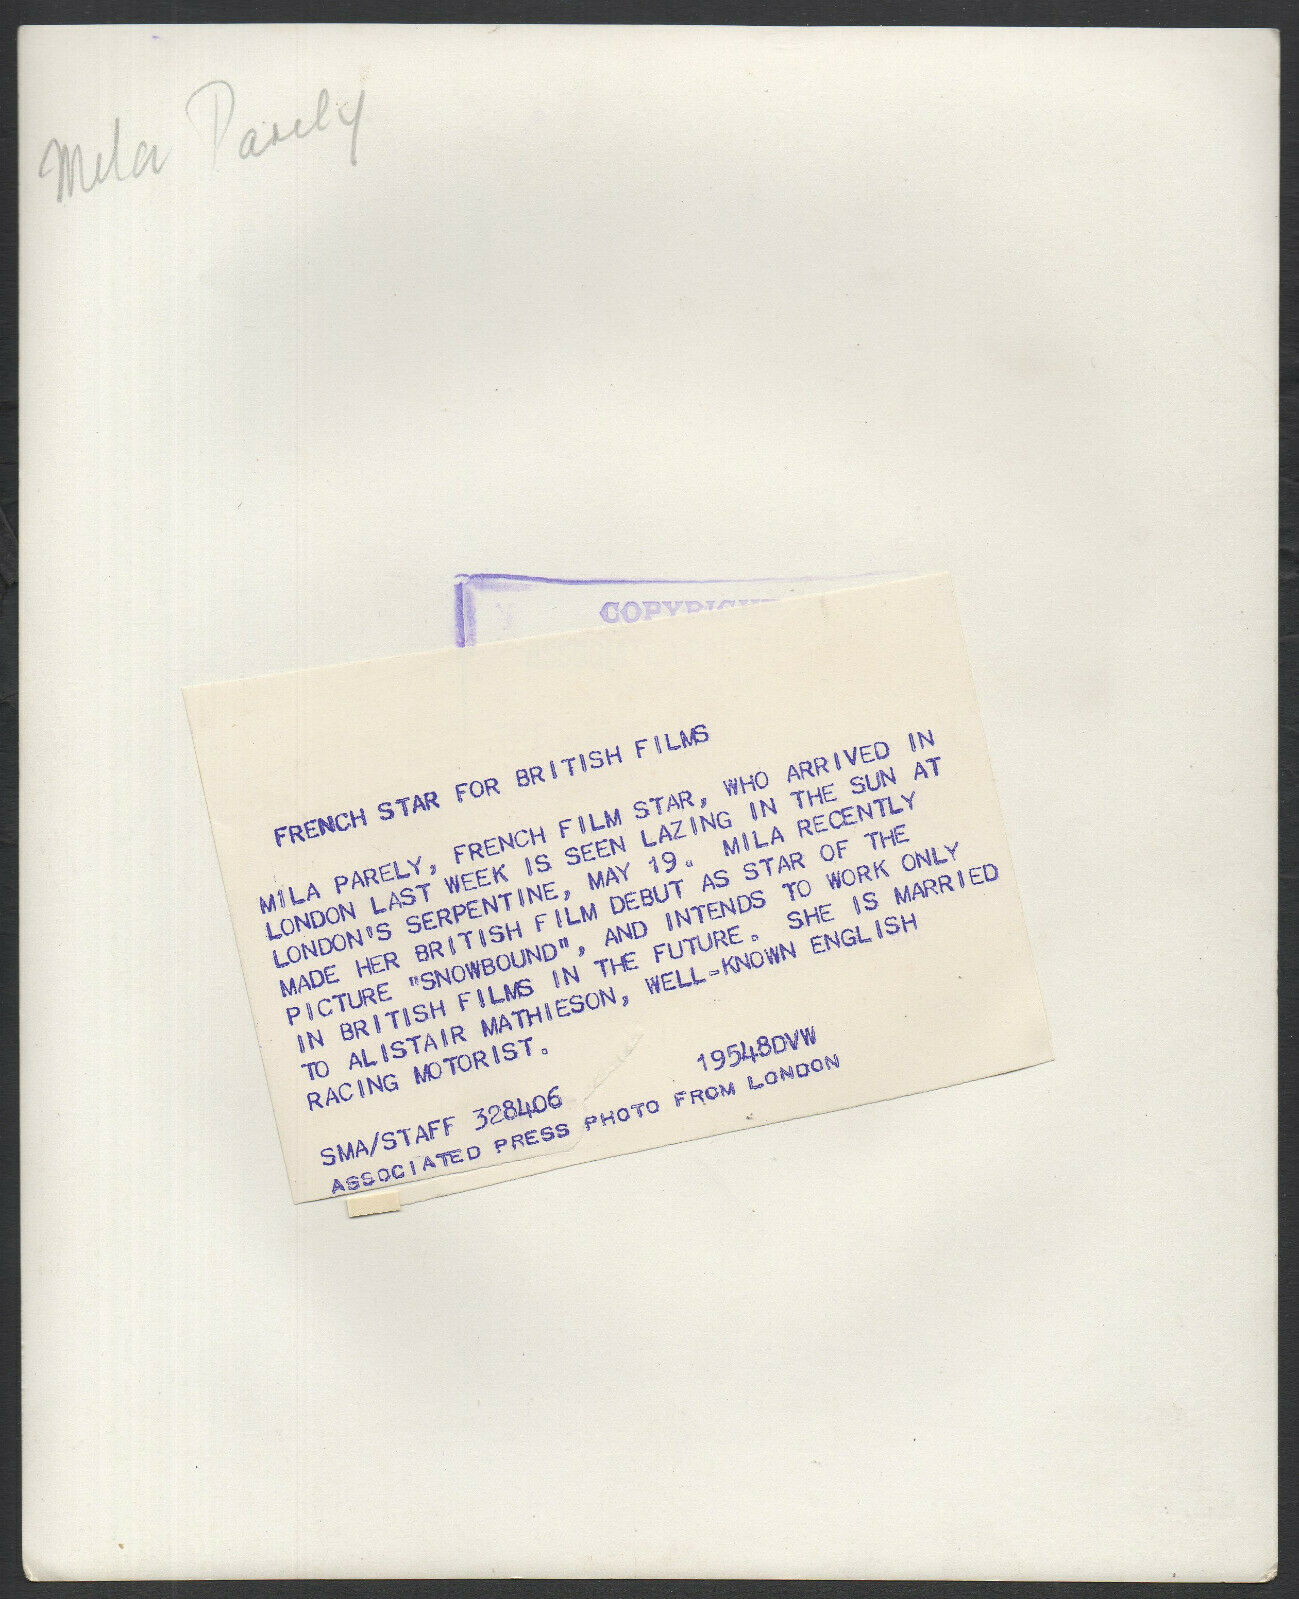 Mila Parely
COPYRIGHT
FRENCH STAR FOR BRITISH FILMS
MILA PARELY, FRENCH FILM STAR, WHO ARRIVED IN
LONDON LAST WEEK IS SEEN LAZING IN THE SUN AT
LONDON'S SERPENTINE, MAY 19. MILA RECENTLY
MADE HER BRITISH FILM DEBUT AS STAR OF THE
PICTURE "SNOWBOUND", AND INTENDS TO WORK ONLY
IN BRITISH FILMS IN THE FUTURE. SHE IS MARRIED
TO ALISTAIR MATHIESON, WELL-KNOWN ENGLISH
RACING MOTORIST.
SMA/STAFF 328406 19548DVW
ASSOCIATED PRESS PHOTO FROM LONDON